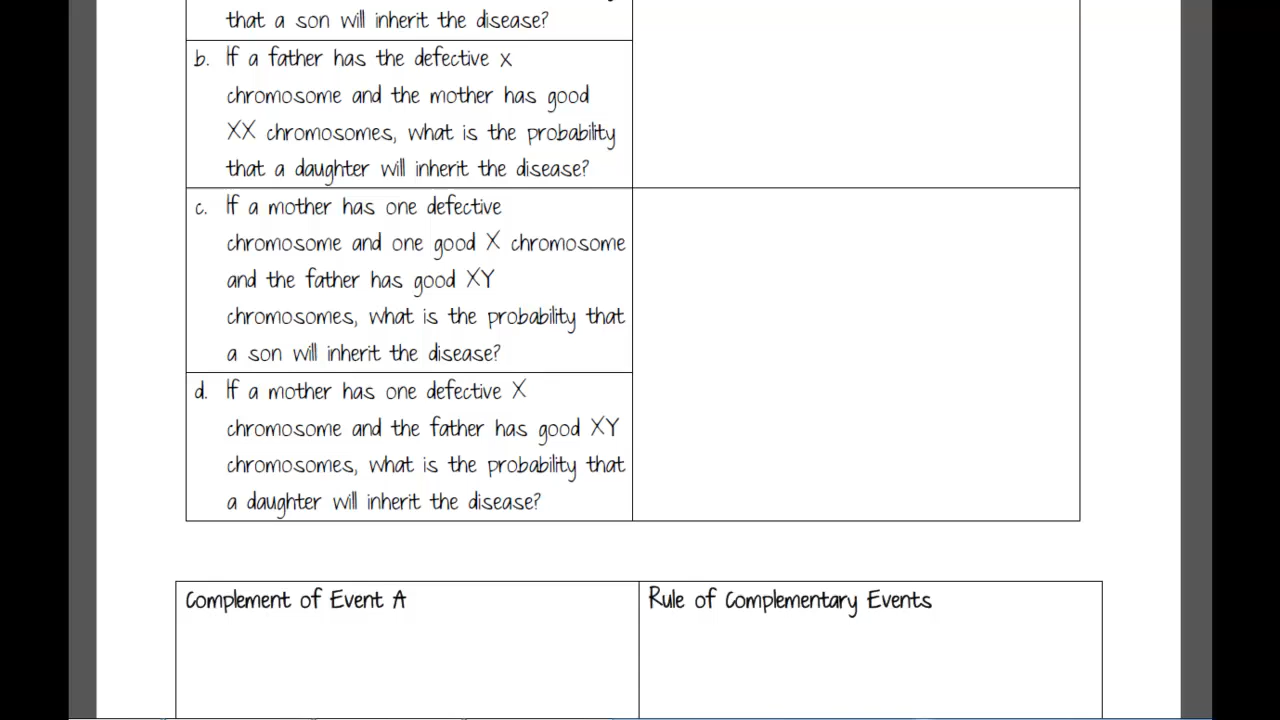 that a son will inherit the disease?
b. If a father has the defective x
chromosome and the mother has good
XX chromosomes, what is the probability
that a daughter will inherit the disease?
c. If a mother has one defective
chromosome and one good X chromosome
and the father has good XY
chromosomes, what is the probability that
a son will inherit the disease?
d. If a mother has one defective X
chromosome and the father has good XY
chromosomes, what is the probability that
a daughter will inherit the disease?
Complement of Event A
Rule of Complementary Events